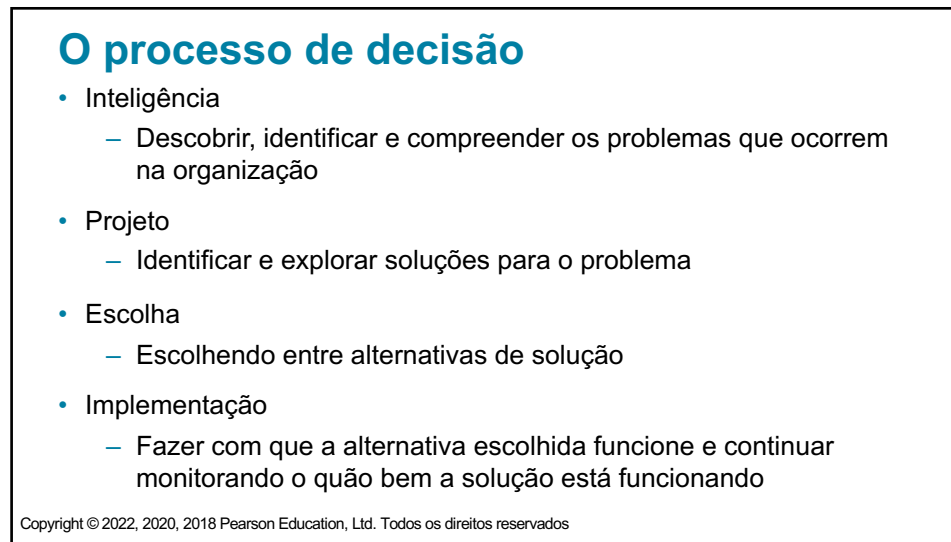 O processo de decisão
• Inteligência
– Descobrir, identificar e compreender os problemas que ocorrem
na organização
• Projeto
– Identificar e explorar soluções para o problema
• Escolha
– Escolhendo entre alternativas de solução
• Implementação
– Fazer com que a alternativa escolhida funcione e continuar
monitorando o quão bem a solução está funcionando
Copyright © 2022, 2020, 2018 Pearson Education, Ltd. Todos os direitos reservados